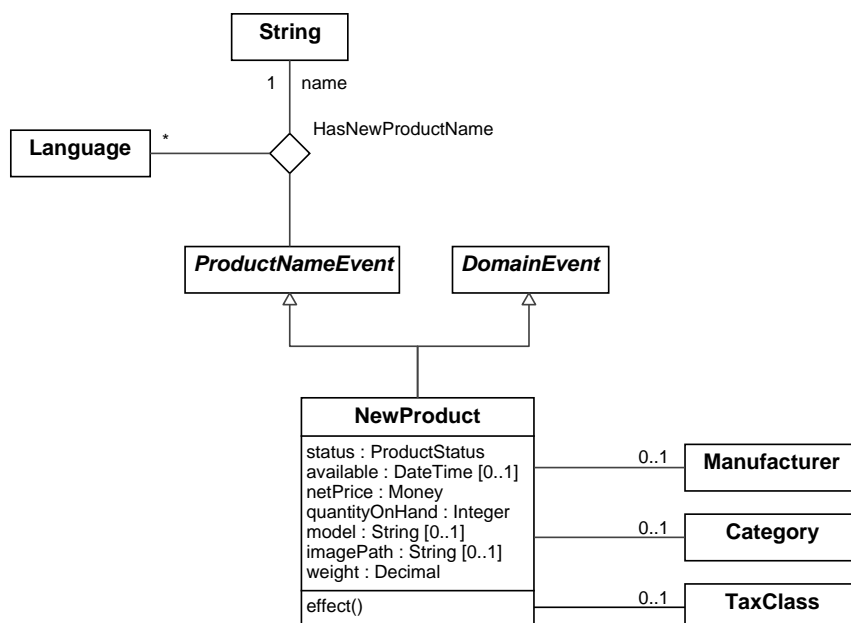 String
1 name
HasNewProductName
Language
*
ProductNameEvent
DomainEvent
NewProduct
status : ProductStatus
available : DateTime [0..1]
netPrice : Money
quantityOnHand : Integer
model : String [0..1]
imagePath : String [0..1]
weight : Decimal
effect()
0..1
Manufacturer
0..1
Category
0..1
TaxClass